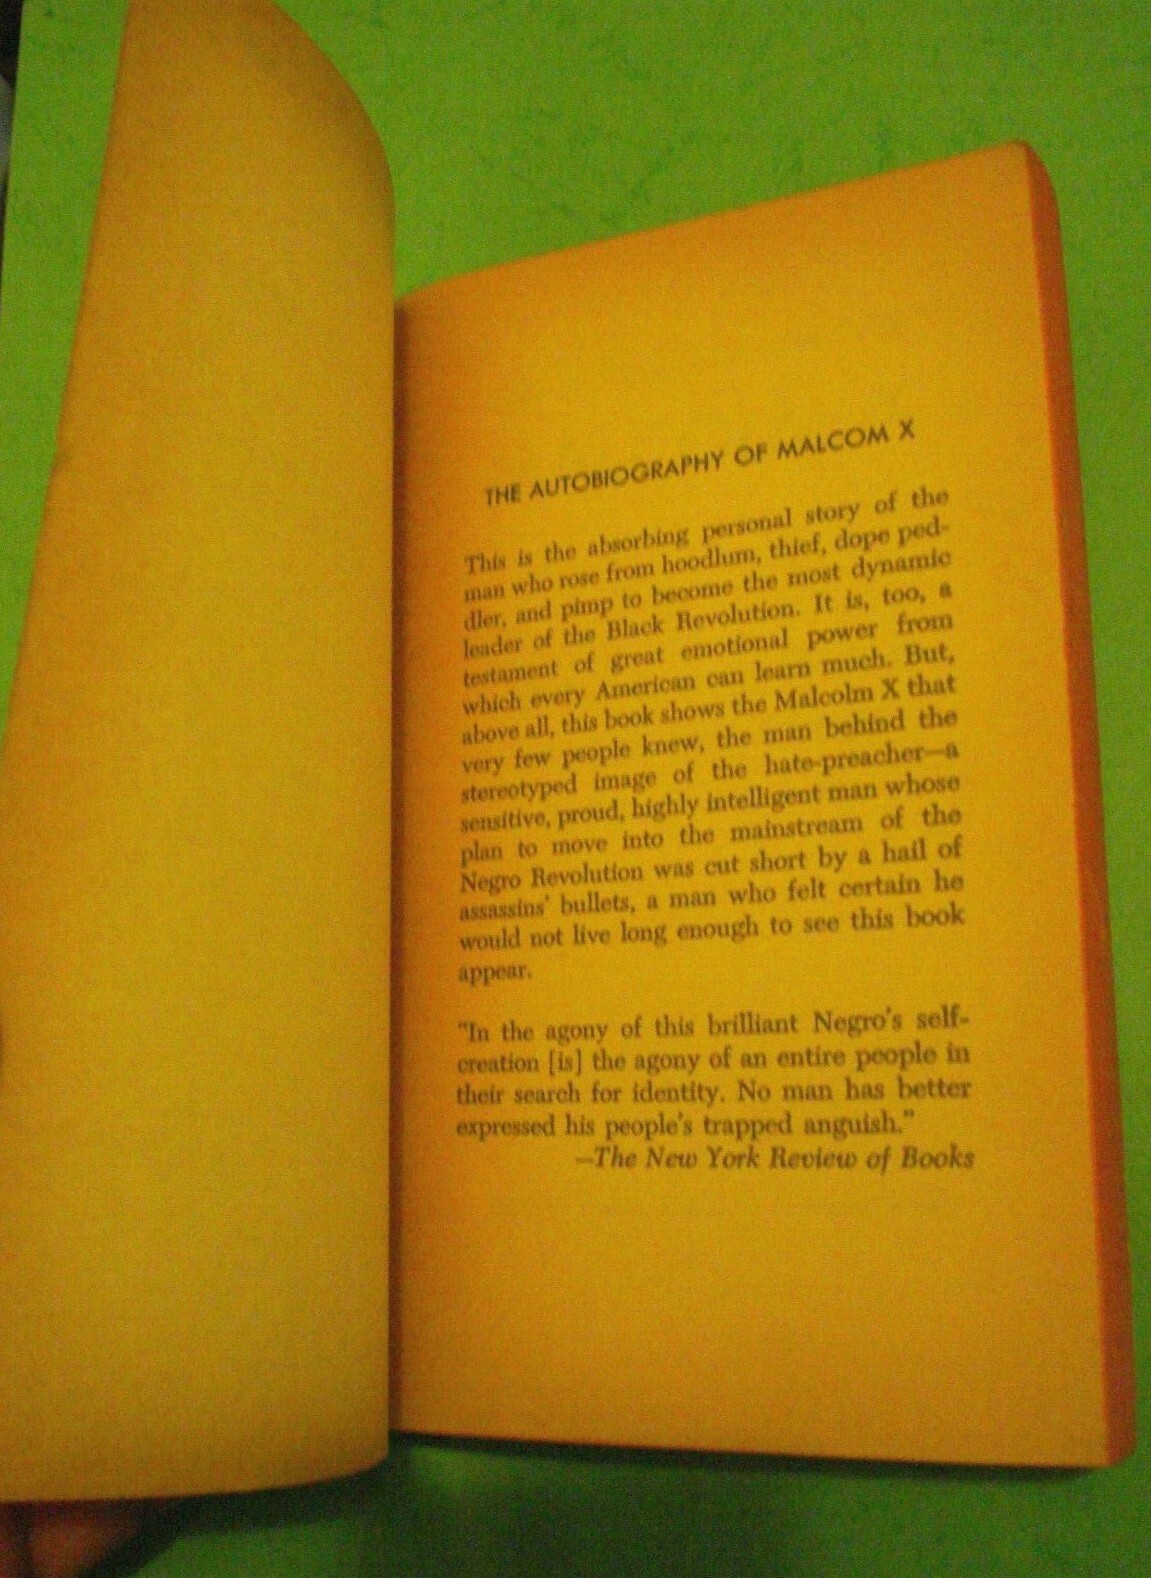 THE AUTOBIOGRAPHY OF MALCOM X
This is the absorbing personal story of the
man who rose from hoodlum, thief, dope ped-
dler, and pimp to become the most dynamic
leader of the Black Revolution. It is, too, a
testament of great emotional power from
which every American can learn much. But,
above all, this book shows the Malcolm X that
very few people knew, the man behind the
stereotyped image of the hate-preacher—a
sensitive, proud, highly intelligent man whose
plan to move into the mainstream of the
Negro Revolution was cut short by a hail of
assassins' bullets, a man who felt certain he
would not live long enough to see this book
appear.
"In the agony of this brilliant Negro's self-
creation [is] the agony of an entire people in
their search for identity. No man has better
expressed his people's trapped anguish."
—The New York Review of Books